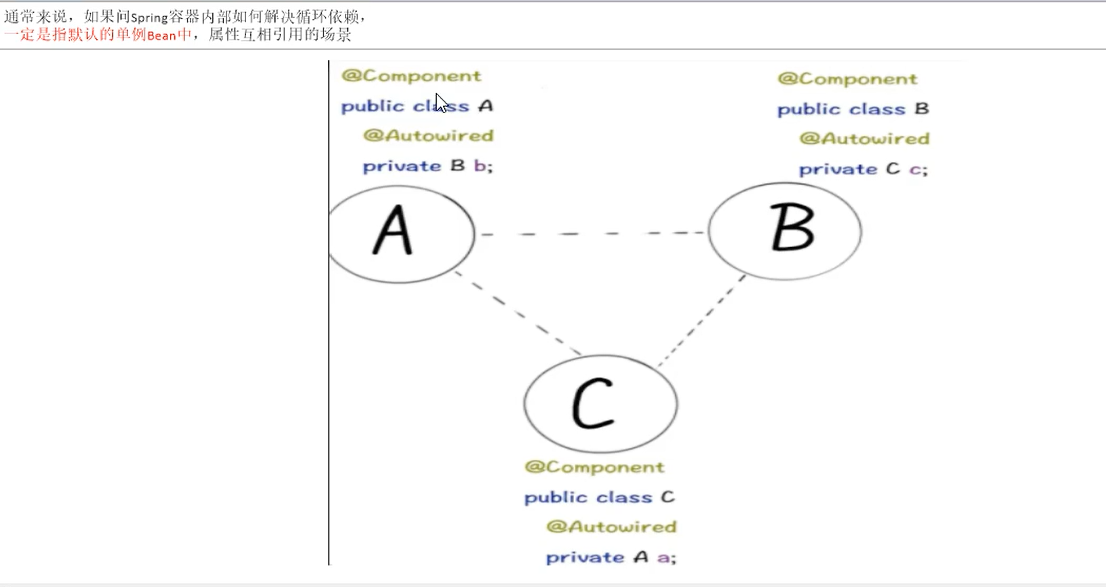 通常来说，如果问Spring容器内部如何解决循环依赖，
一定是指默认的单例Bean中，属性互相引用的场景
@Component
public class A
@Autowired
private B b;
@Component
public class B
@Autowired
private C c;
A
B
C
@Component
public class C
@Autowired
private A a;